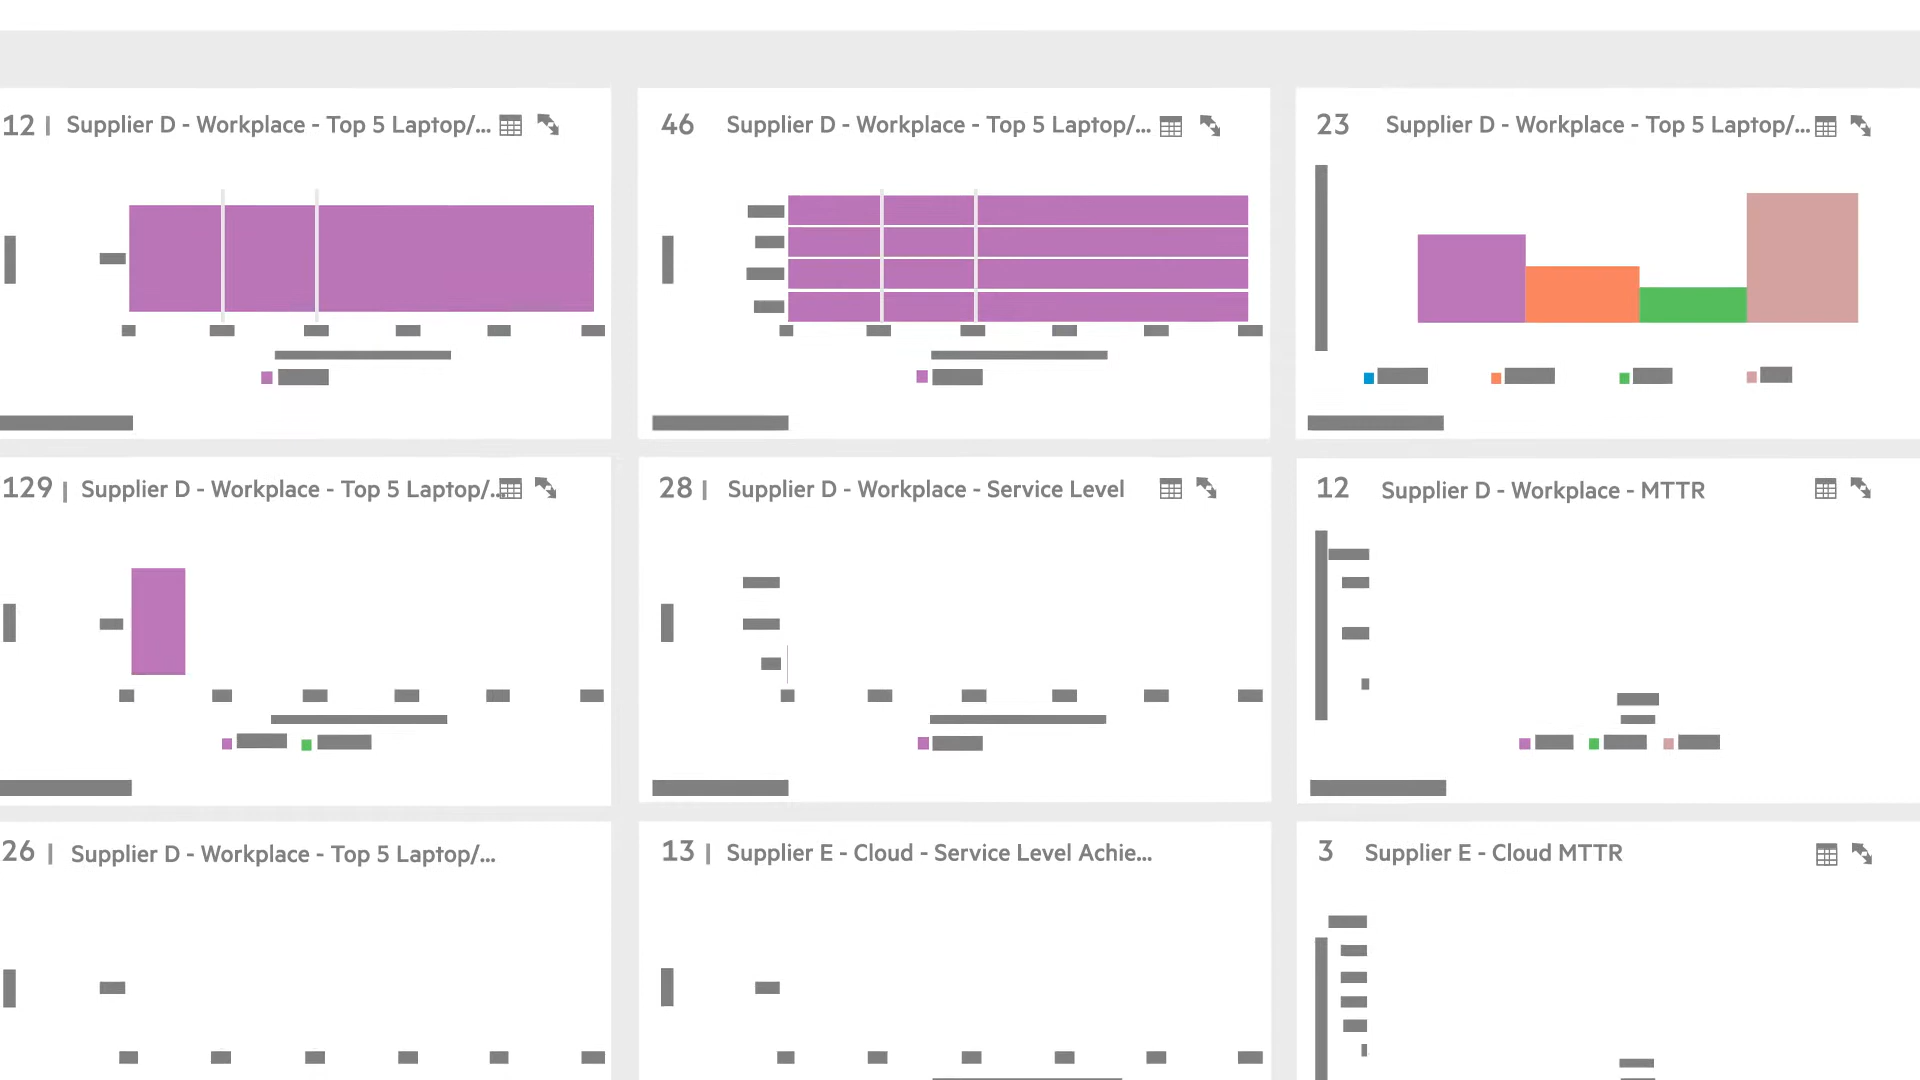 12 | Supplier D - Workplace - Top 5 Laptop/...
46 Supplier D - Workplace - Top 5 Laptop/...
23 Supplier D - Workplace - Top 5 Laptop/...
129 | Supplier D - Workplace - Top 5 Laptop/...
28 | Supplier D - Workplace - Service Level
12 Supplier D - Workplace - MTTR
26 | Supplier D - Workplace - Top 5 Laptop/...
13 | Supplier E - Cloud - Service Level Achie...
3 Supplier E - Cloud MTTR